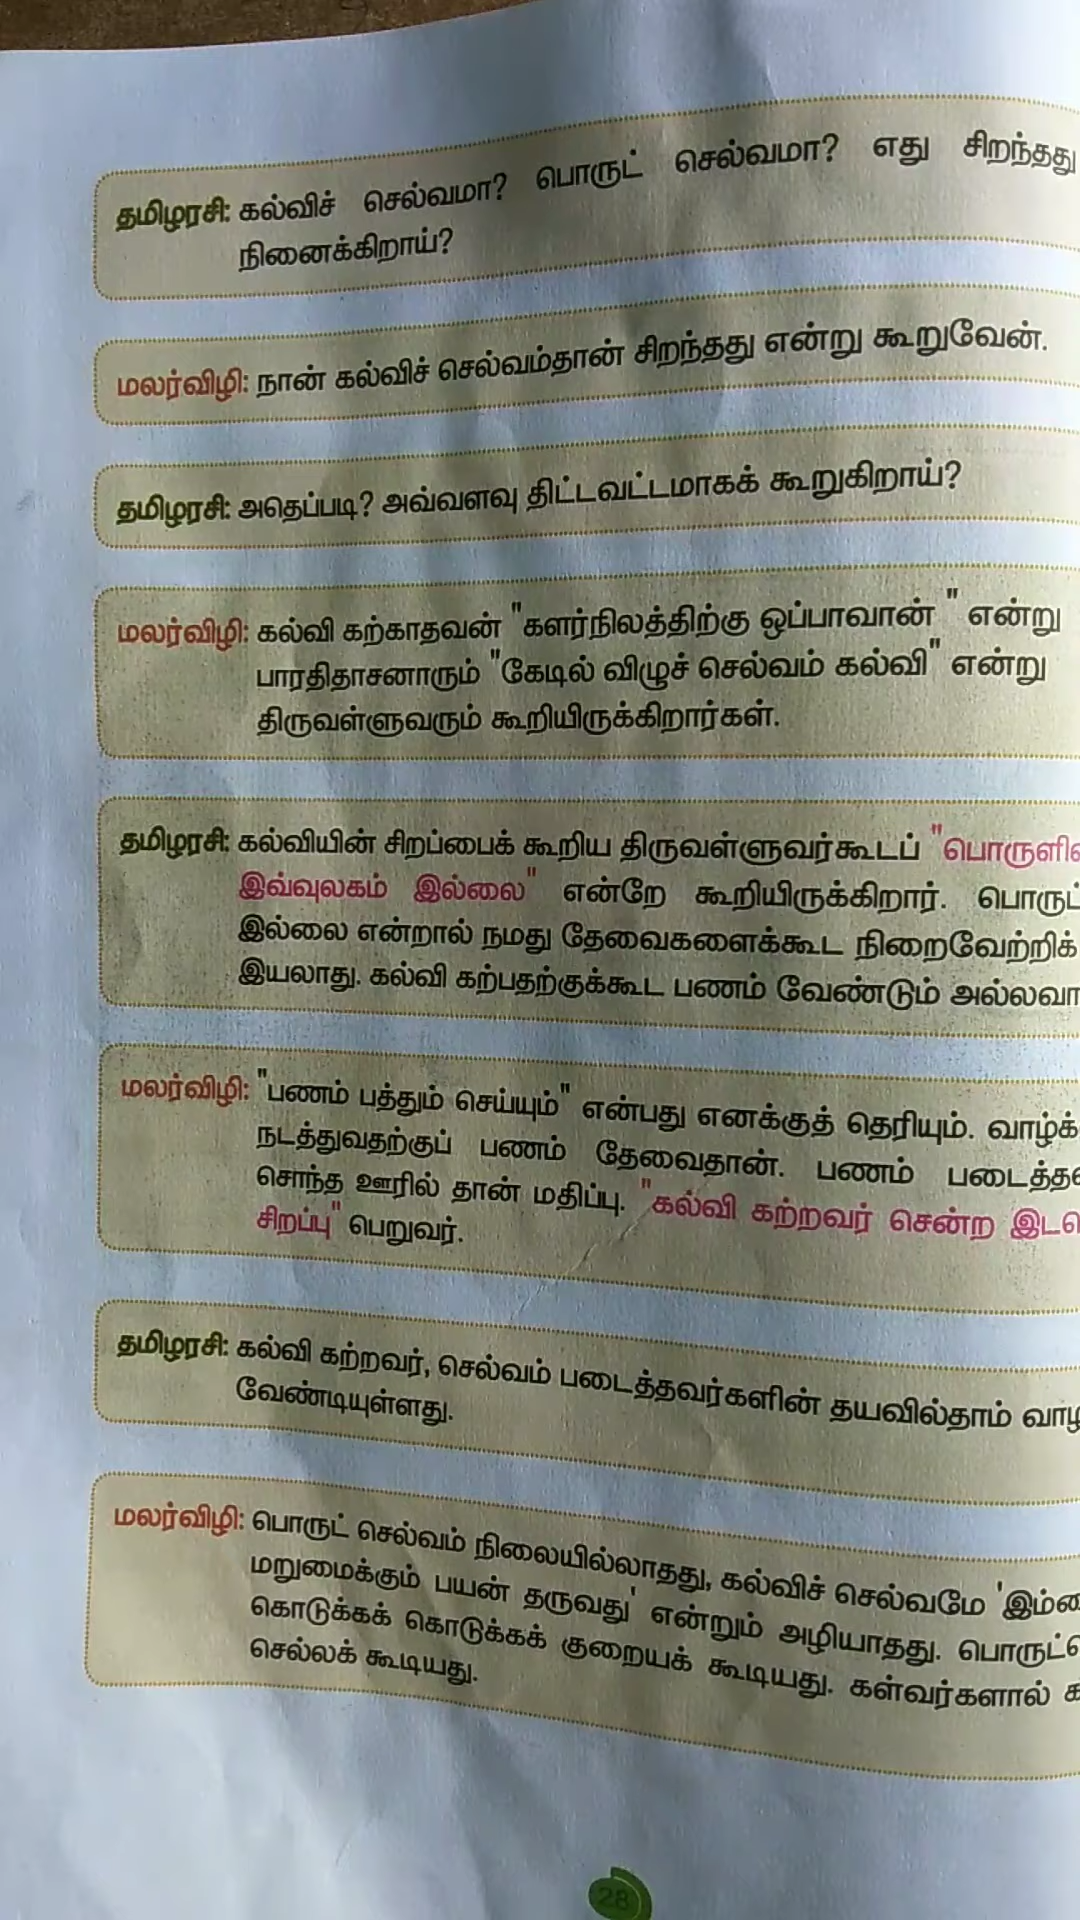 தமிழரசி: கல்விச் செல்வமா? பொருட் செல்வமா? எது சிறந்தது
நினைக்கிறாய்?
மலர்விழி: நான் கல்விச் செல்வம்தான் சிறந்தது என்று கூறுவேன்.
தமிழரசி: அதெப்படி? அவ்வளவு திட்டவட்டமாகக் கூறுகிறாய்?
மலர்விழி: கல்வி கற்காதவன் "களர்நிலத்திற்கு ஒப்பாவான் " என்று
பாரதிதாசனாரும் "கேடில் விழுச் செல்வம் கல்வி" என்று
திருவள்ளுவரும் கூறியிருக்கிறார்கள்.
தமிழரசி: கல்வியின் சிறப்பைக் கூறிய திருவள்ளுவர்கூடப்
இவ்வுலகம் இல்லை" என்றே கூறியிருக்கிறார். பொருட்
இல்லை என்றால் நமது தேவைகளைக்கூட நிறைவேற்றிக்
இயலாது. கல்வி கற்பதற்குக்கூட பணம் வேண்டும்
மலர்விழி: "பணம் பத்தும் செய்யும்" என்பது எனக்குத் தெரியும்.
நடத்துவதற்குப் பணம் தேவைதான். பணம்
சொந்த ஊரில் தான் மதிப்பு. "கல்வி கற்றவர் சென்ற
சிறப்பு" பெறுவர்.
தமிழரசி: கல்வி கற்றவர், செல்வம் படைத்தவர்களின் தயவில்தாம்
வேண்டியுள்ளது.
மலர்விழி: பொருட் செல்வம் நிலையில்லாதது, கல்விச் செல்வமே
மறுமைக்கும் பயன் தருவது' என்றும் அழியாதது.
கொடுக்கக் கொடுக்கக் குறையக் கூடியது. கள்வர்களால்
செல்லக் கூடியது.
28